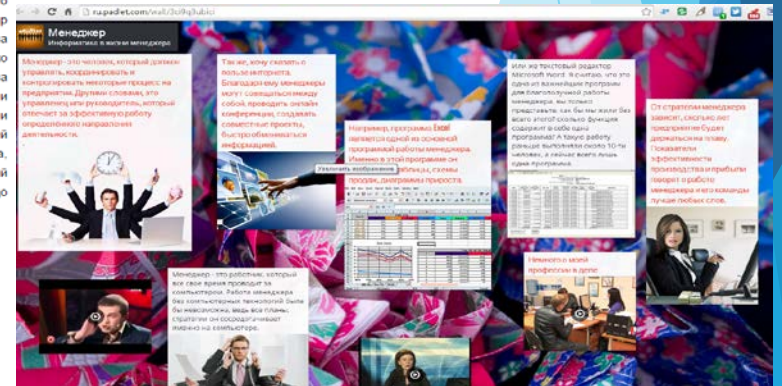 ru.padlet.com/wall/3ci9q3ubici
Менеджер
Информатика в жизни менеджера
Менеджер - это человек, который должен
управлять, координировать и
контролировать некоторые процесс на
предприятии. Другими словами, это
управленец или руководитель, который
отвечает за эффективную работу
определённого направления
деятельности.
Так же, хочу сказать о
пользе интернета.
Благодаря ему менеджеры
могут совещаться между
собой, проводить онлайн
конференции, создавать
совместные проекты,
быстро обмениваться
информацией.
Например, программа Excel
является одной из основной
программой работы менеджера.
Именно в этой программе он
таблицы, схемы
продаж, диаграммы прироста.
Увеличить изображение
Или же текстовый редактор
Microsoft Word. Я считаю, что это
одна из важнейших программ
для благополучной работы
менеджера, вы только
представьте, как бы мы жили без
всего этого! сколько функция
содержит в себе одна
программа! А такую работу
раньше выполняли около 10-ти
человек, а сейчас всего лишь
одна программа.
От стратегии менеджера
зависит, сколько лет
предприятие будет
держаться на плаву.
Показатели
эффективности
производства и прибыли
говорят о работе
менеджера и его команды
лучше любых слов.
Менеджер - это работник, который
все свое время проводит за
компьютером. Работа менеджера
без компьютерных технологий была
бы невозможна, ведь все планы,
стратегии он сосредотачивает
именно на компьютере.
Немного о моей
профессии в деле